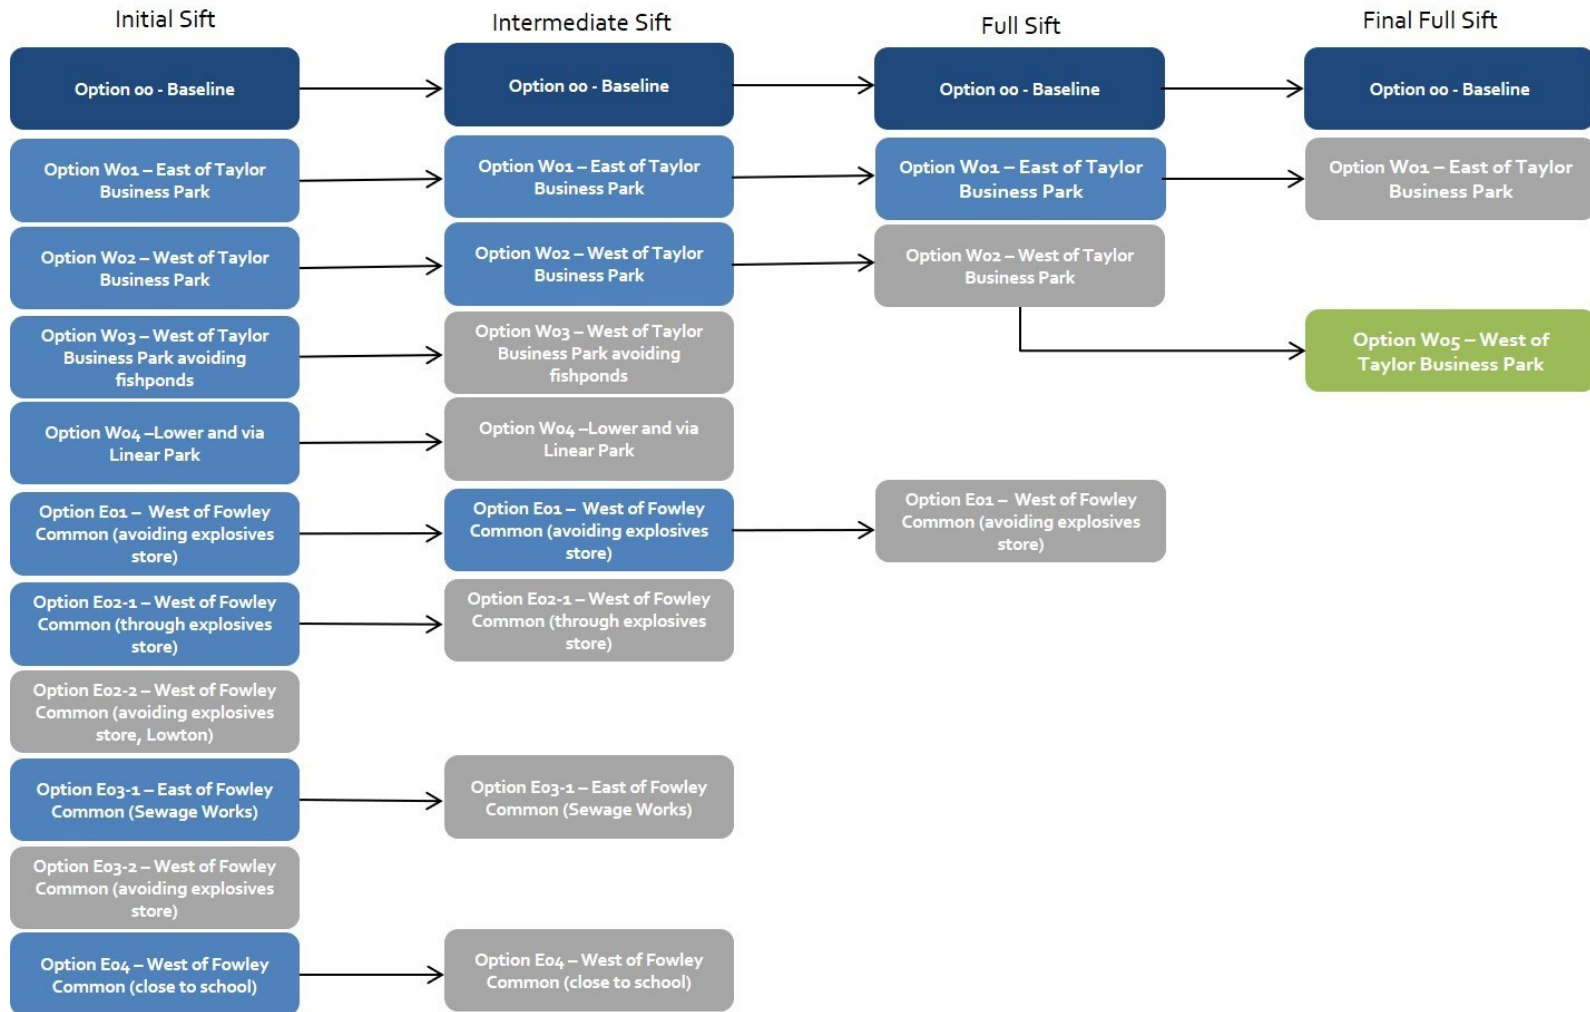 Initial Sift
Option 00 - Baseline
Option W01 – East of Taylor
Business Park
Option W02 – West of Taylor
Business Park
Option W03 – West of Taylor
Business Park avoiding
fishponds
Option W04 –Lower and via
Linear Park
Option E01 – West of Fowley
Common (avoiding explosives
store)
Option E02-1 – West of Fowley
Common (through explosives
store)
Option E02-2 – West of Fowley
Common (avoiding explosives
store, Lowton)
Option E03-1 – East of Fowley
Common (Sewage Works)
Option E03-2 – West of Fowley
Common (avoiding explosives
store)
Option E04 – West of Fowley
Common (close to school)
Intermediate Sift
Option 00 - Baseline
Option W01 – East of Taylor
Business Park
Option W02 – West of Taylor
Business Park
Option W03 – West of Taylor
Business Park avoiding
fishponds
Option W04 –Lower and via
Linear Park
Option E01 – West of Fowley
Common (avoiding explosives
store)
Option E02-1 – West of Fowley
Common (through explosives
store)
Option E03-1 – East of Fowley
Common (Sewage Works)
Option E04 – West of Fowley
Common (close to school)
Full Sift
Option 00 - Baseline
Option W01 – East of Taylor
Business Park
Option W02 – West of Taylor
Business Park
Option E01 – West of Fowley
Common (avoiding explosives
store)
Final Full Sift
Option 00 - Baseline
Option W01 – East of Taylor
Business Park
Option W05 – West of
Taylor Business Park